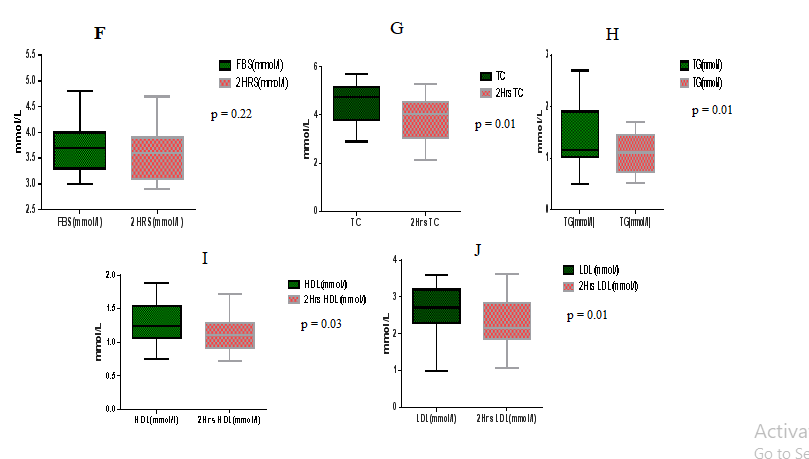 F
5.5
5.0
4.5
4.0
3.5
3.0
2.5
mmol/L
FBS(mmol/l)
2HRS(mmol/l)
FBS(mmol/l)
2HRS(mmol/l)
p = 0.22
G
6
4
2
0
mmol/L
TC
2Hrs TC
TC
2Hrs TC
p = 0.01
H
3
2
1
0
mmol/L
TG(mmol/l)
TG(mmol/l)
TG(mmol/l)
TG(mmol/l)
p = 0.01
I
2.0
1.5
1.0
0.5
0.0
mmol/L
HDL(mmol/l)
2Hrs HDL(mmol/l)
HDL(mmol/l)
2Hrs HDL(mmol/l)
p = 0.03
J
4
3
2
1
0
mmol/L
LDL(mmol/l)
2Hrs LDL(mmol/l)
LDL(mmol/l)
2Hrs LDL(mmol/l)
p = 0.01
Activa
Go to Se